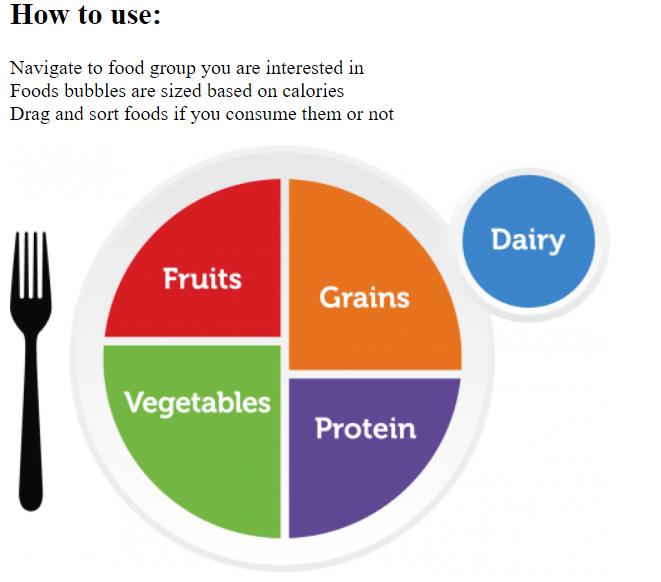 How to use:
Navigate to food group you are interested in
Foods bubbles are sized based on calories
Drag and sort foods if you consume them or not
Dairy
Fruits
Grains
Vegetables
Protein